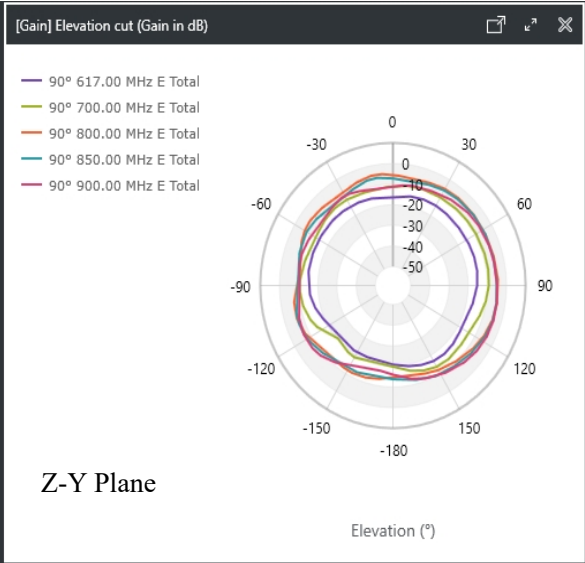 [Gain] Elevation cut (Gain in dB)
90° 617.00 MHz E Total
90° 700.00 MHz E Total
90° 800.00 MHz E Total
90° 850.00 MHz E Total
90° 900.00 MHz E Total
0
-30
30
0
-10
-60
60
-20
-30
-40
-50
-90
90
-120
120
-150
150
-180
Z-Y Plane
Elevation (°)